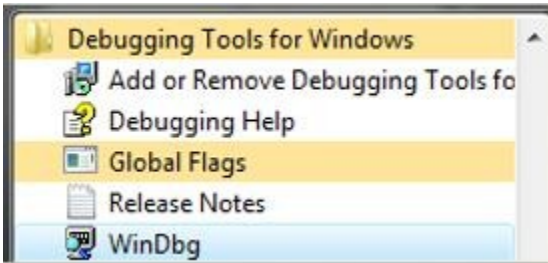 Debugging Tools for Windows
Add or Remove Debugging Tools fo
Debugging Help
Global Flags
Release Notes
WinDbg